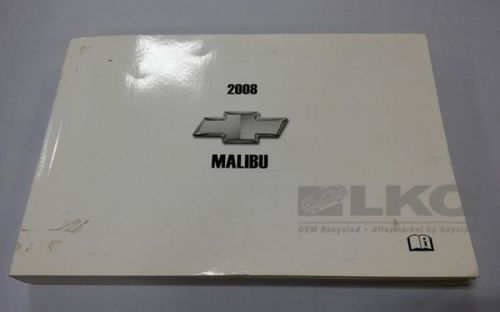 2008
MALIBU
LKQ
OEM Recycled • Aftermarket by Keystone
i